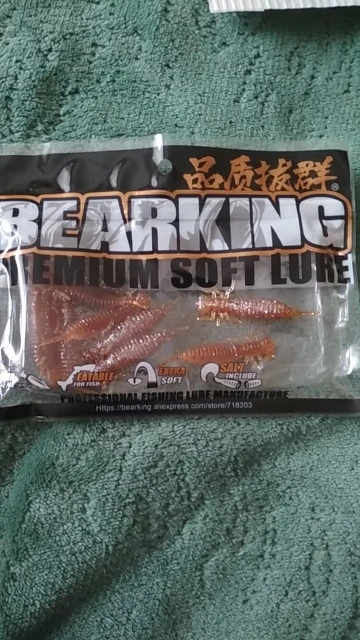 品质拔群®
BEARKING
PREMIUM SOFT LURE
EATABLE
FOR FISH
EXTRA
SOFT
SALT
INCLUDE
PROFESSIONAL FISHING LURE MANUFACTURE
Https://bearking.aliexpress.com/store/718203